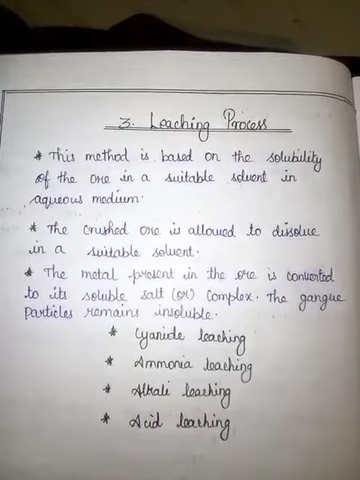 3. Leaching Process
* This method is based on the solubility
of the ore in a suitable solvent in
aqueous medium.
* The crushed ore is allowed to dissolve
in a suitable solvent.
* The metal present in the ore is converted
to its soluble salt (or) complex. The gangue
particles remains insoluble.
* Cyanide leaching
* Ammonia leaching
* Alkali leaching
* Acid leaching